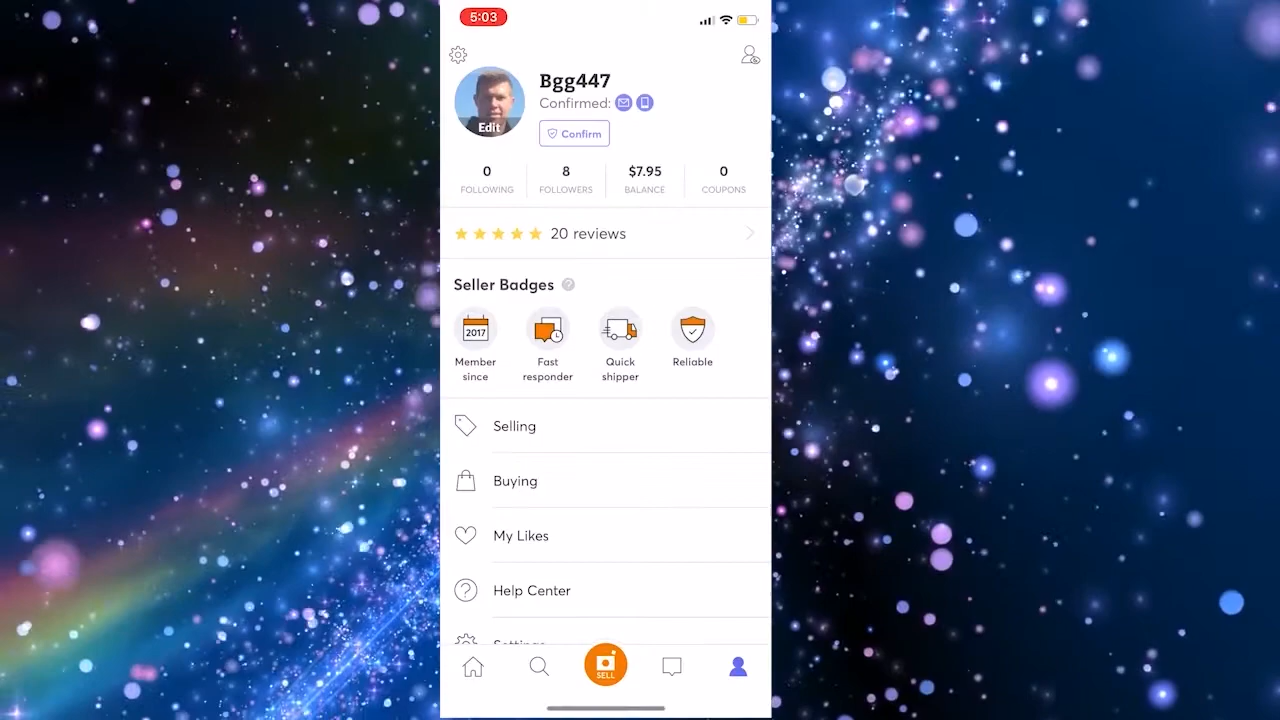 5:03
Bgg447
Confirmed:
Edit
Confirm
0 8 $7.95 0
FOLLOWING FOLLOWERS BALANCE COUPONS
20 reviews
Seller Badges ?
2017
Member since
Fast responder
Quick shipper
Reliable
Selling
Buying
My Likes
? Help Center
Settings
SELL